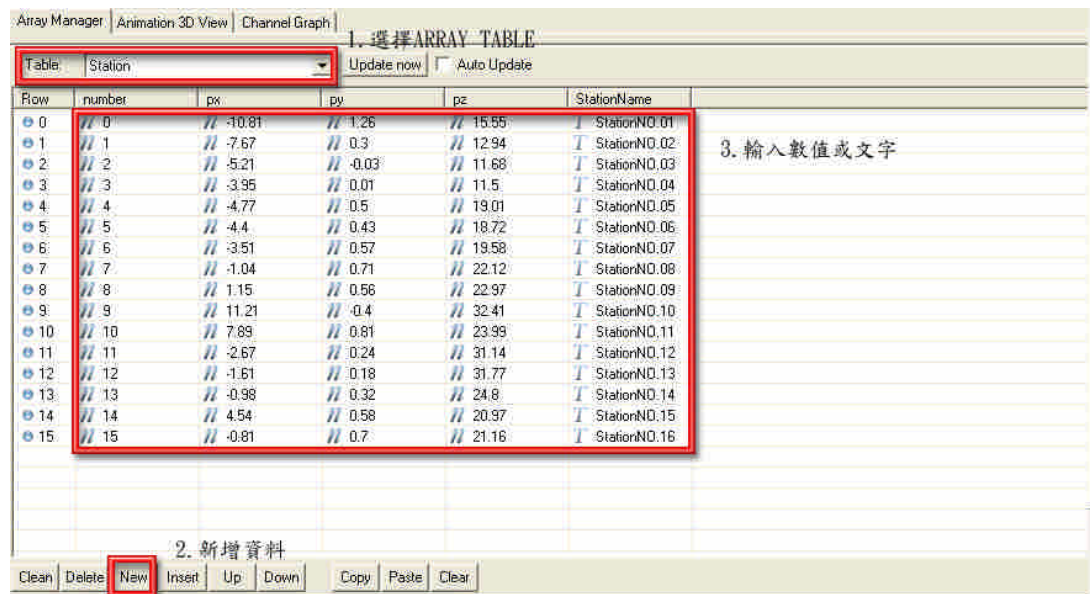 Array Manager Animation 3D View Channel Graph
1.選擇ARRAY TABLE
Table: Station Update now Auto Update
Row number px py pz StationName
0 0 -10.81 1.26 15.55 StationNO.01
1 1 -7.67 0.3 12.94 StationNO.02
2 2 -5.21 -0.03 11.68 StationNO.03
3 3 -3.95 0.01 11.5 StationNO.04
4 4 -4.77 0.5 19.01 StationNO.05
5 5 -4.4 0.43 18.72 StationNO.06
6 6 -3.51 0.57 19.58 StationNO.07
7 7 -1.04 0.71 22.12 StationNO.08
8 8 1.15 0.56 22.97 StationNO.09
9 9 11.21 -0.4 32.41 StationNO.10
10 10 7.89 0.81 23.99 StationNO.11
11 11 -2.67 0.24 31.14 StationNO.12
12 12 -1.61 0.18 31.77 StationNO.13
13 13 -0.98 0.32 24.8 StationNO.14
14 14 4.54 0.58 20.97 StationNO.15
15 15 -0.81 0.7 21.16 StationNO.16
3.輸入數值或文字
2.新增資料
Clean Delete New Insert Up Down Copy Paste Clear